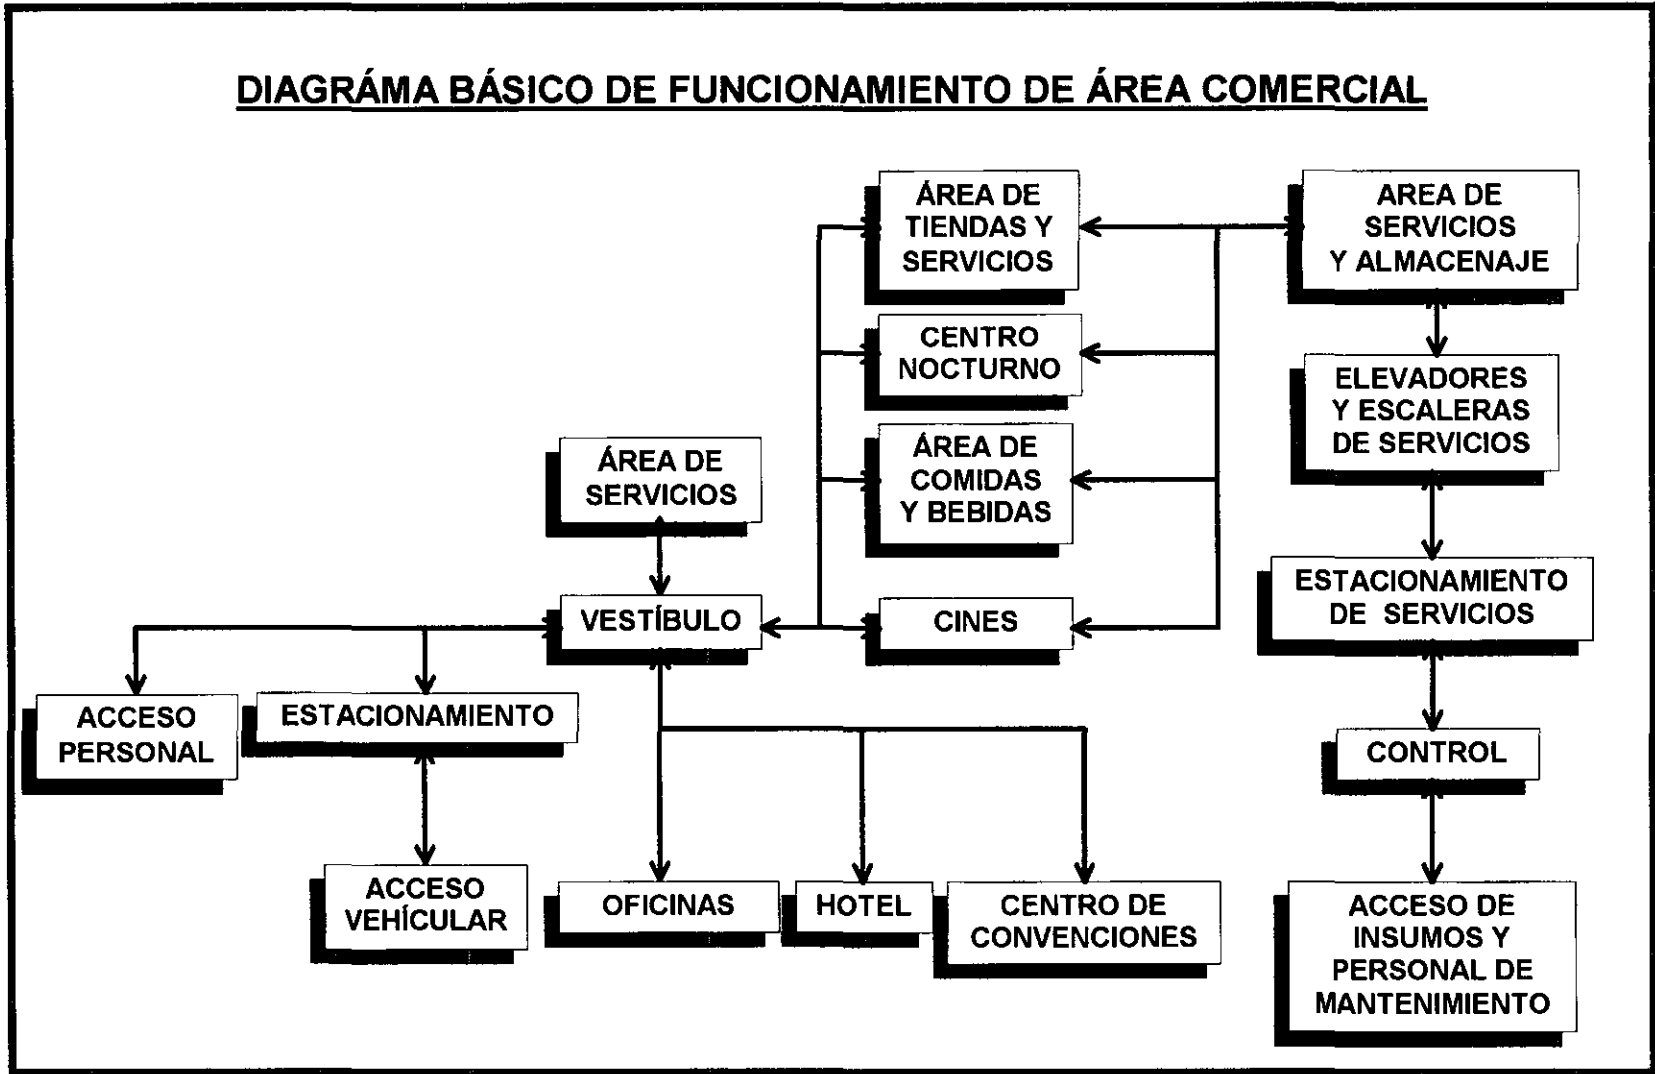 DIAGRÁMA BÁSICO DE FUNCIONAMIENTO DE ÁREA COMERCIAL
ÁREA DE
TIENDAS Y
SERVICIOS
AREA DE
SERVICIOS
Y ALMACENAJE
CENTRO
NOCTURNO
ELEVADORES
Y ESCALERAS
DE SERVICIOS
ÁREA DE
SERVICIOS
ÁREA DE
COMIDAS
Y BEBIDAS
ESTACIONAMIENTO
DE SERVICIOS
VESTÍBULO
CINES
ACCESO
PERSONAL
ESTACIONAMIENTO
CONTROL
ACCESO
VEHÍCULAR
OFICINAS
HOTEL
CENTRO DE
CONVENCIONES
ACCESO DE
INSUMOS Y
PERSONAL DE
MANTENIMIENTO